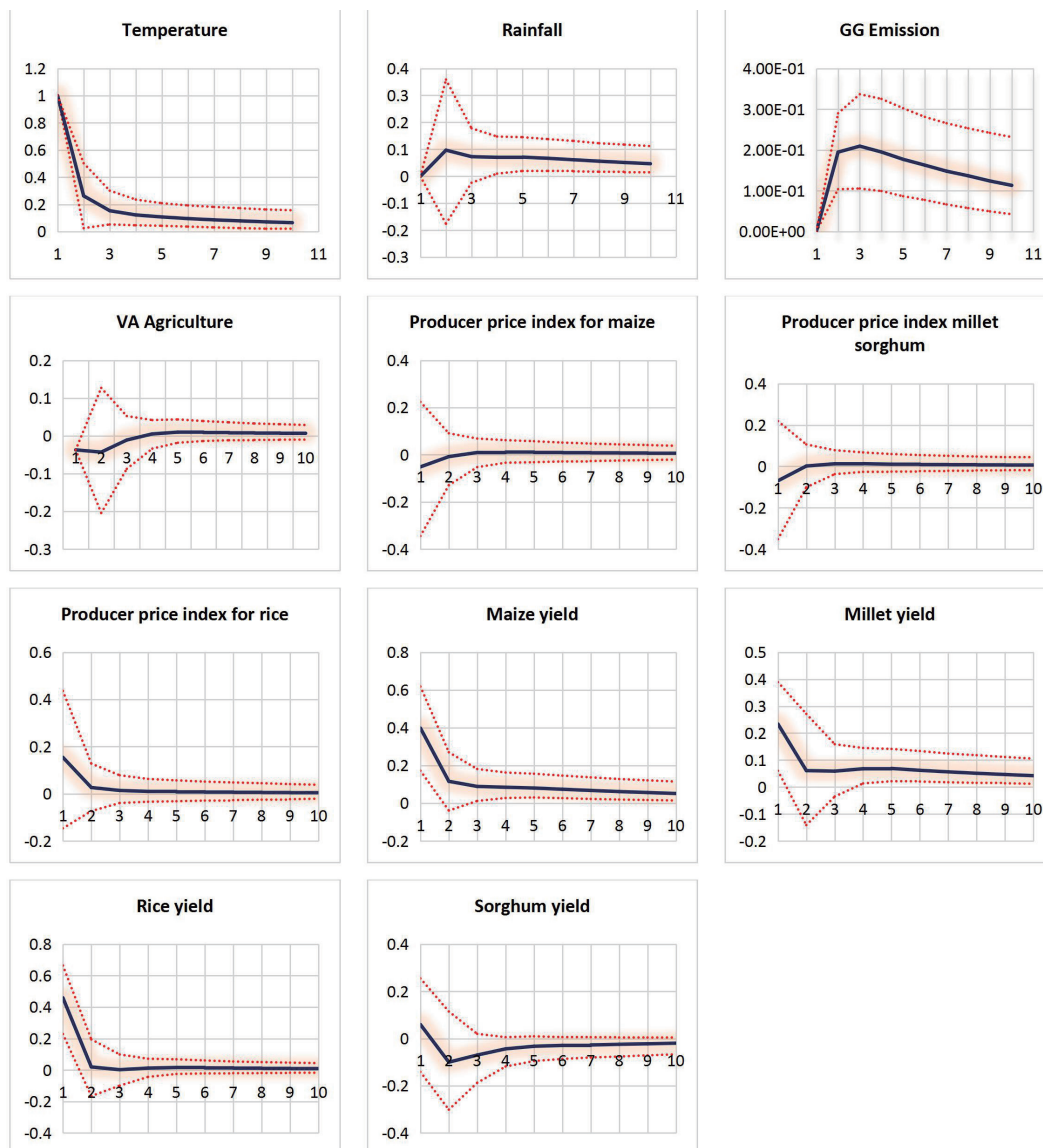 Temperature
1.2
1
0.8
0.6
0.4
0.2
0
1 3 5 7 9 11
Rainfall
0.4
0.3
0.2
0.1
0
-0.1
-0.2
-0.3
1 3 5 7 9 11
GG Emission
4.00E-01
3.00E-01
2.00E-01
1.00E-01
0.00E+00
1 3 5 7 9 11
VA Agriculture
0.2
0.1
0
-0.1
-0.2
-0.3
1 2 3 4 5 6 7 8 9 10
Producer price index for maize
0.4
0.2
0
-0.2
-0.4
1 2 3 4 5 6 7 8 9 10
Producer price index millet
sorghum
0.4
0.2
0
-0.2
-0.4
1 2 3 4 5 6 7 8 9 10
Producer price index for rice
0.6
0.4
0.2
0
-0.2
1 2 3 4 5 6 7 8 9 10
Maize yield
0.8
0.6
0.4
0.2
0
-0.2
1 2 3 4 5 6 7 8 9 10
Millet yield
0.5
0.4
0.3
0.2
0.1
0
-0.1
-0.2
1 2 3 4 5 6 7 8 9 10
Rice yield
0.8
0.6
0.4
0.2
0
-0.2
-0.4
1 2 3 4 5 6 7 8 9 10
Sorghum yield
0.4
0.2
0
-0.2
-0.4
1 2 3 4 5 6 7 8 9 10